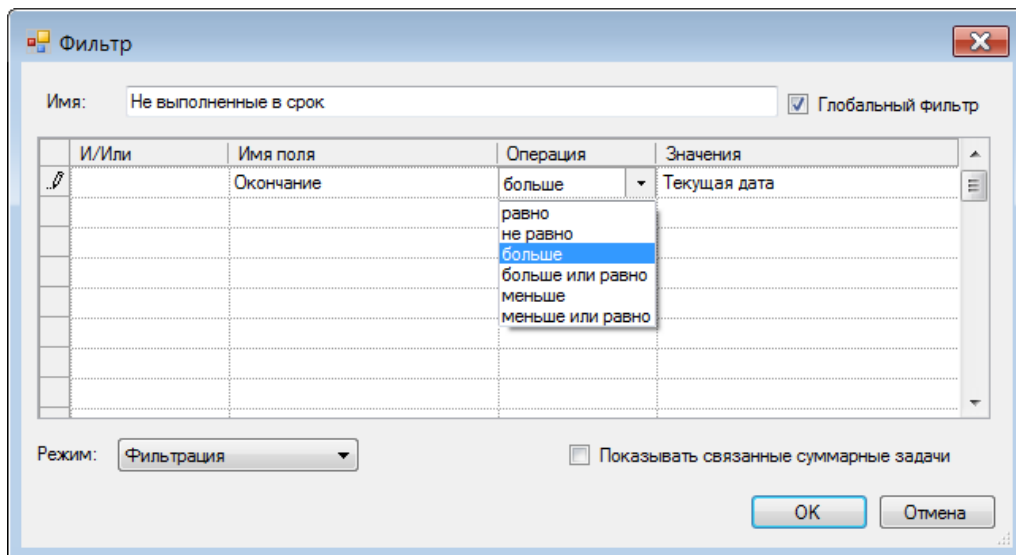 Фильтр
Имя: Не выполненные в срок Глобальный фильтр
И/Или Имя поля Операция Значения
Окончание больше Текущая дата
равно
не равно
больше
больше или равно
меньше
меньше или равно
Режим: Фильтрация Показывать связанные суммарные задачи
OK Отмена